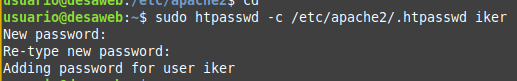 usuario@desaweb:/etc/apache2$ cd
usuario@desaweb:~$ sudo htpasswd -c /etc/apache2/.htpasswd iker
New password:
Re-type new password:
Adding password for user iker